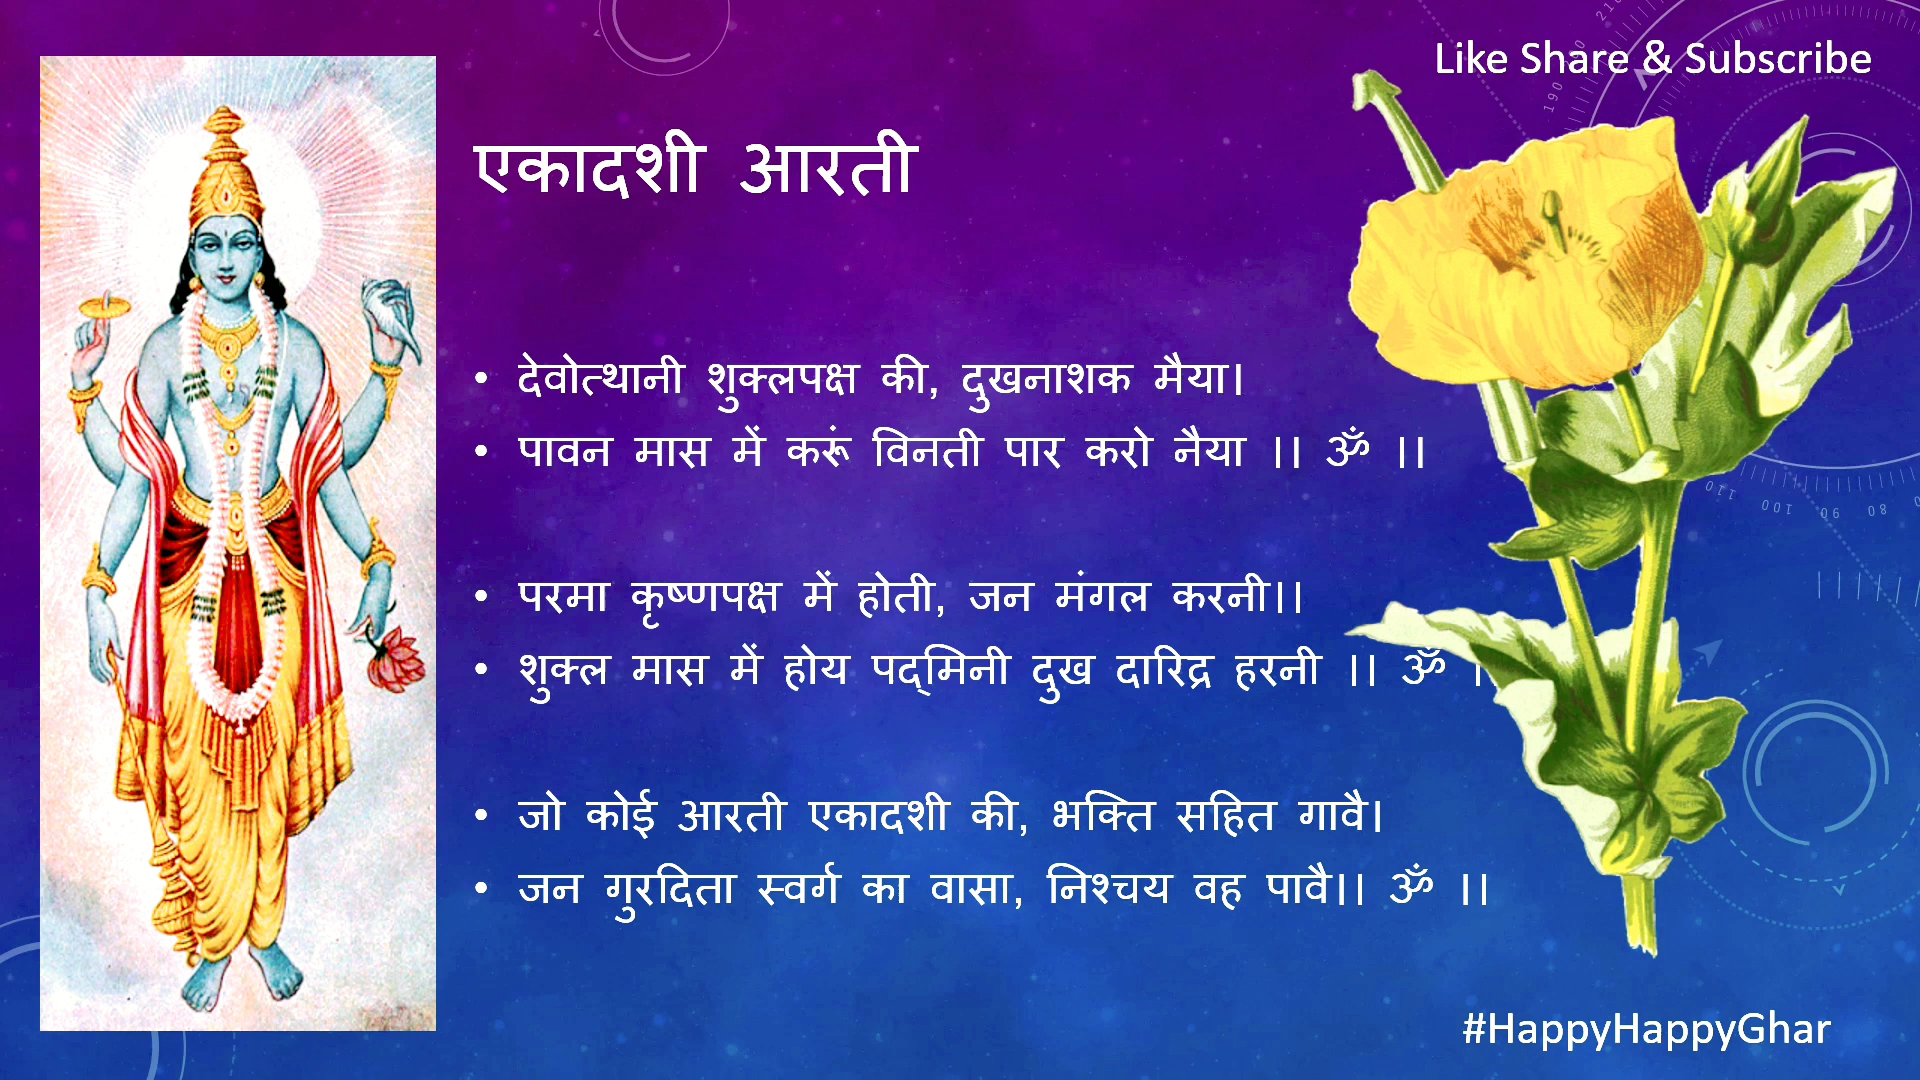 Like Share & Subscribe
एकादशी आरती
• देवोत्थानी शुक्लपक्ष की, दुखनाशक मैया।
• पावन मास में करूं विनती पार करो नैया ।। ॐ ।।
• परमा कृष्णपक्ष में होती, जन मंगल करनी।।
• शुक्ल मास में होय पद्‌मिनी दुख दारिद्र हरनी ।। ॐ ।
• जो कोई आरती एकादशी की, भक्ति सहित गावै।
• जन गुरदिता स्वर्ग का वासा, निश्चय वह पावै।। ॐ ।।
#HappyHappyGhar